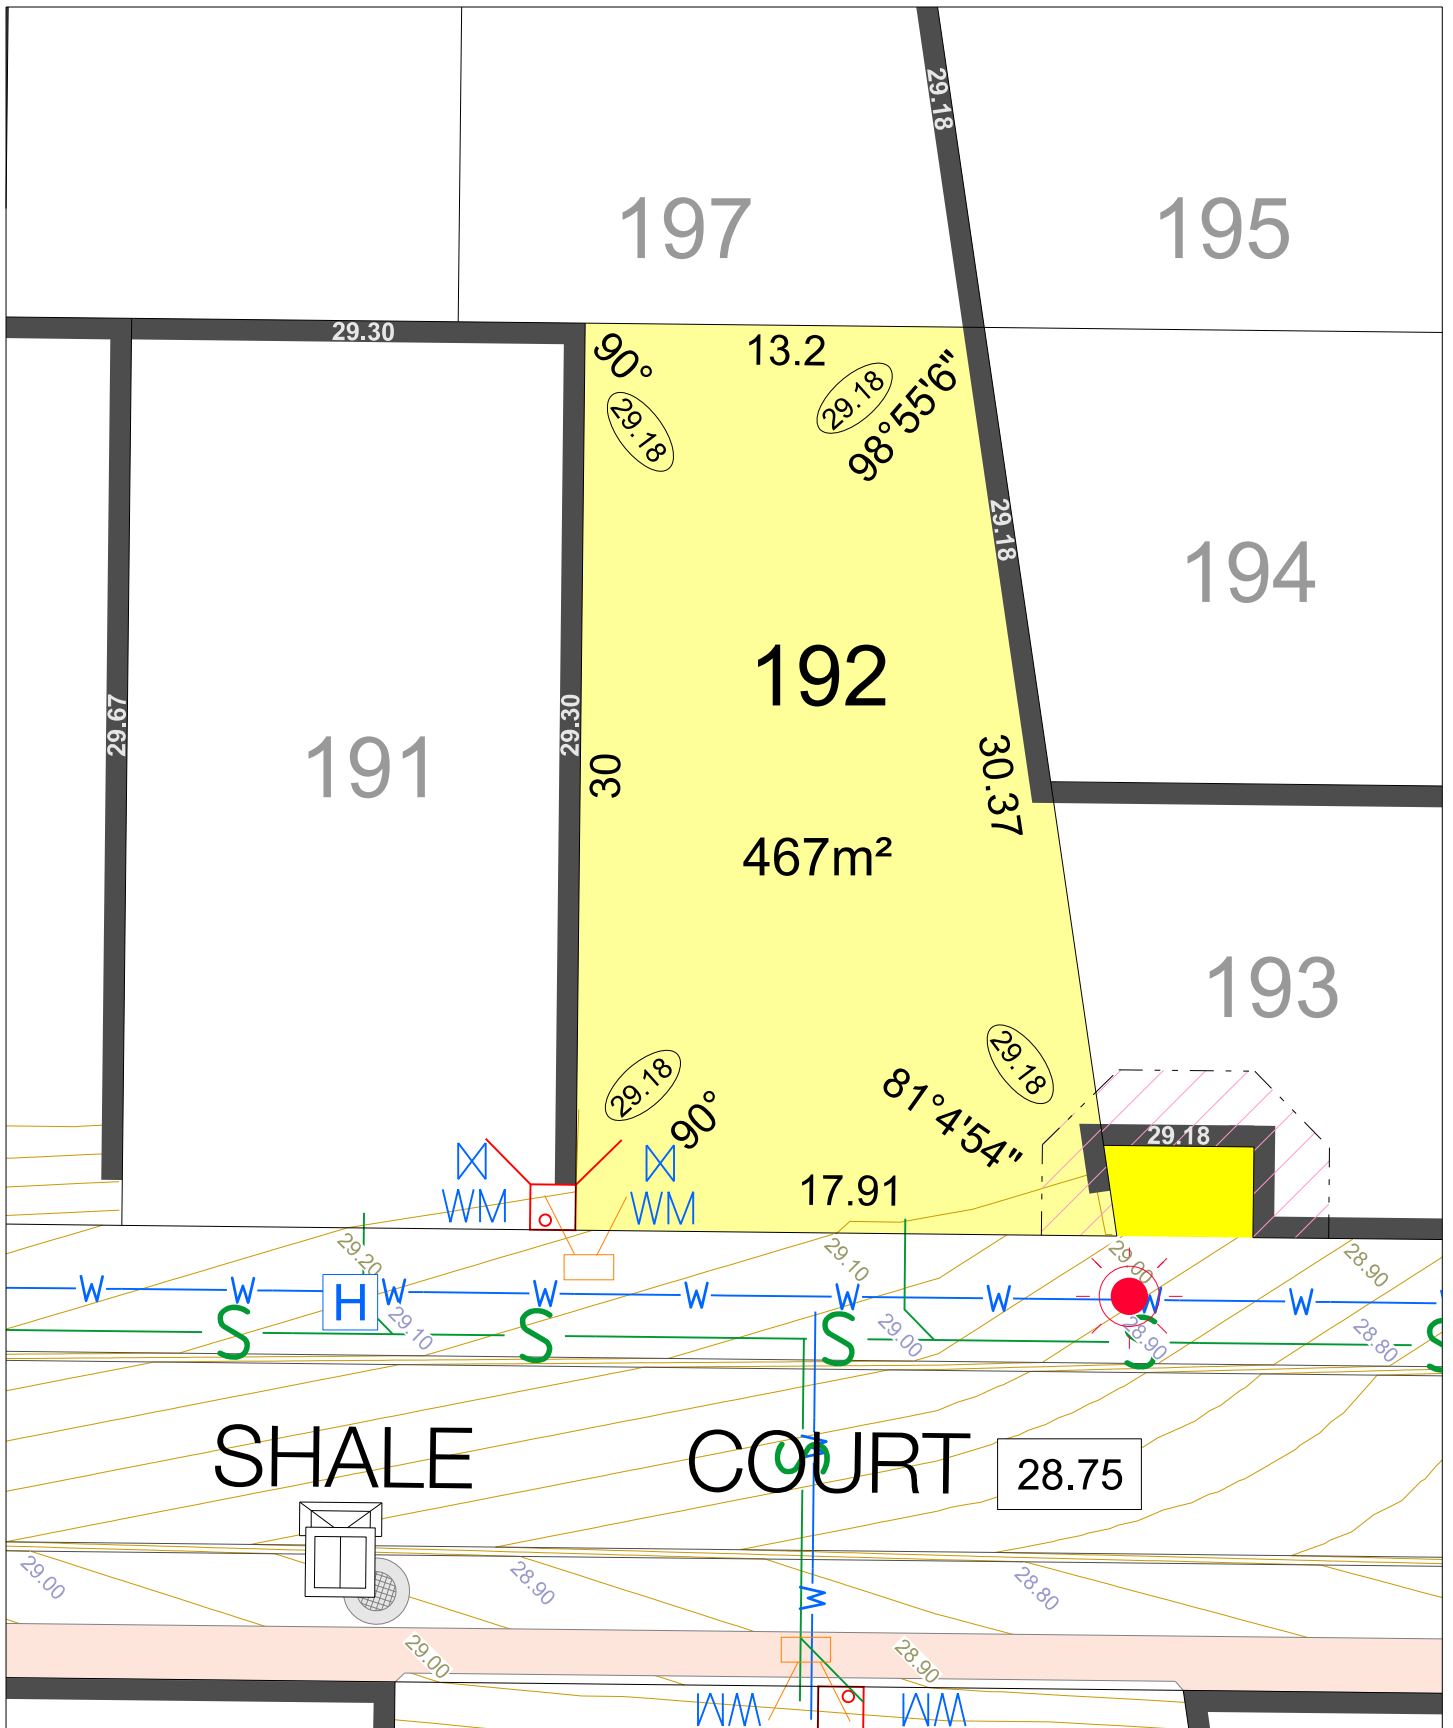 29.18
197
195
29.30
90°
13.2
29.18
29.18
98°55'6"
29.18
194
192
29.67
191
29.30
30
30.37
467m²
193
29.18
29.18
90°
81°4'54"
29.18
17.91
WM
WM
29.20
29.10
29.00
28.90
W
W
W
W
W
W
W
W
W
H
29.10
29.00
28.90
28.80
S
S
S
S
S
SHALE COURT
28.75
W
S
29.00
28.90
28.80
W
29.00
28.90
WM
WM